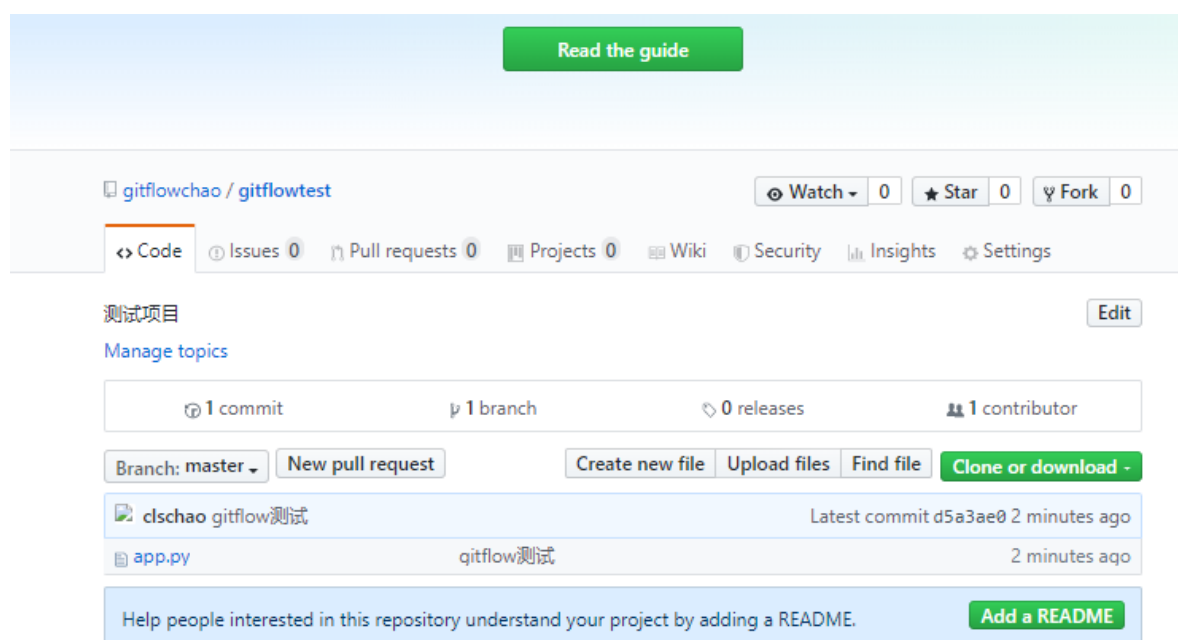 Read the guide
gitflowchao / gitflowtest
Watch 0 Star 0 Fork 0
Code Issues 0 Pull requests 0 Projects 0 Wiki Security Insights Settings
测试项目 Edit
Manage topics
1 commit 1 branch 0 releases 1 contributor
Branch: master New pull request Create new file Upload files Find file Clone or download
clschao gitflow测试 Latest commit d5a3ae0 2 minutes ago
app.py gitflow测试 2 minutes ago
Help people interested in this repository understand your project by adding a README. Add a README